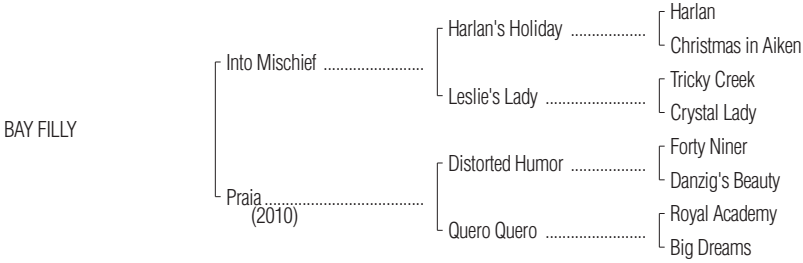 Harlan
Harlan's Holiday ..................
Christmas in Aiken
Into Mischief ........................
Tricky Creek
Leslie's Lady ........................
Crystal Lady
BAY FILLY
Forty Niner
Distorted Humor ..................
Danzig's Beauty
Praia......................................
(2010)
Royal Academy
Quero Quero ........................
Big Dreams